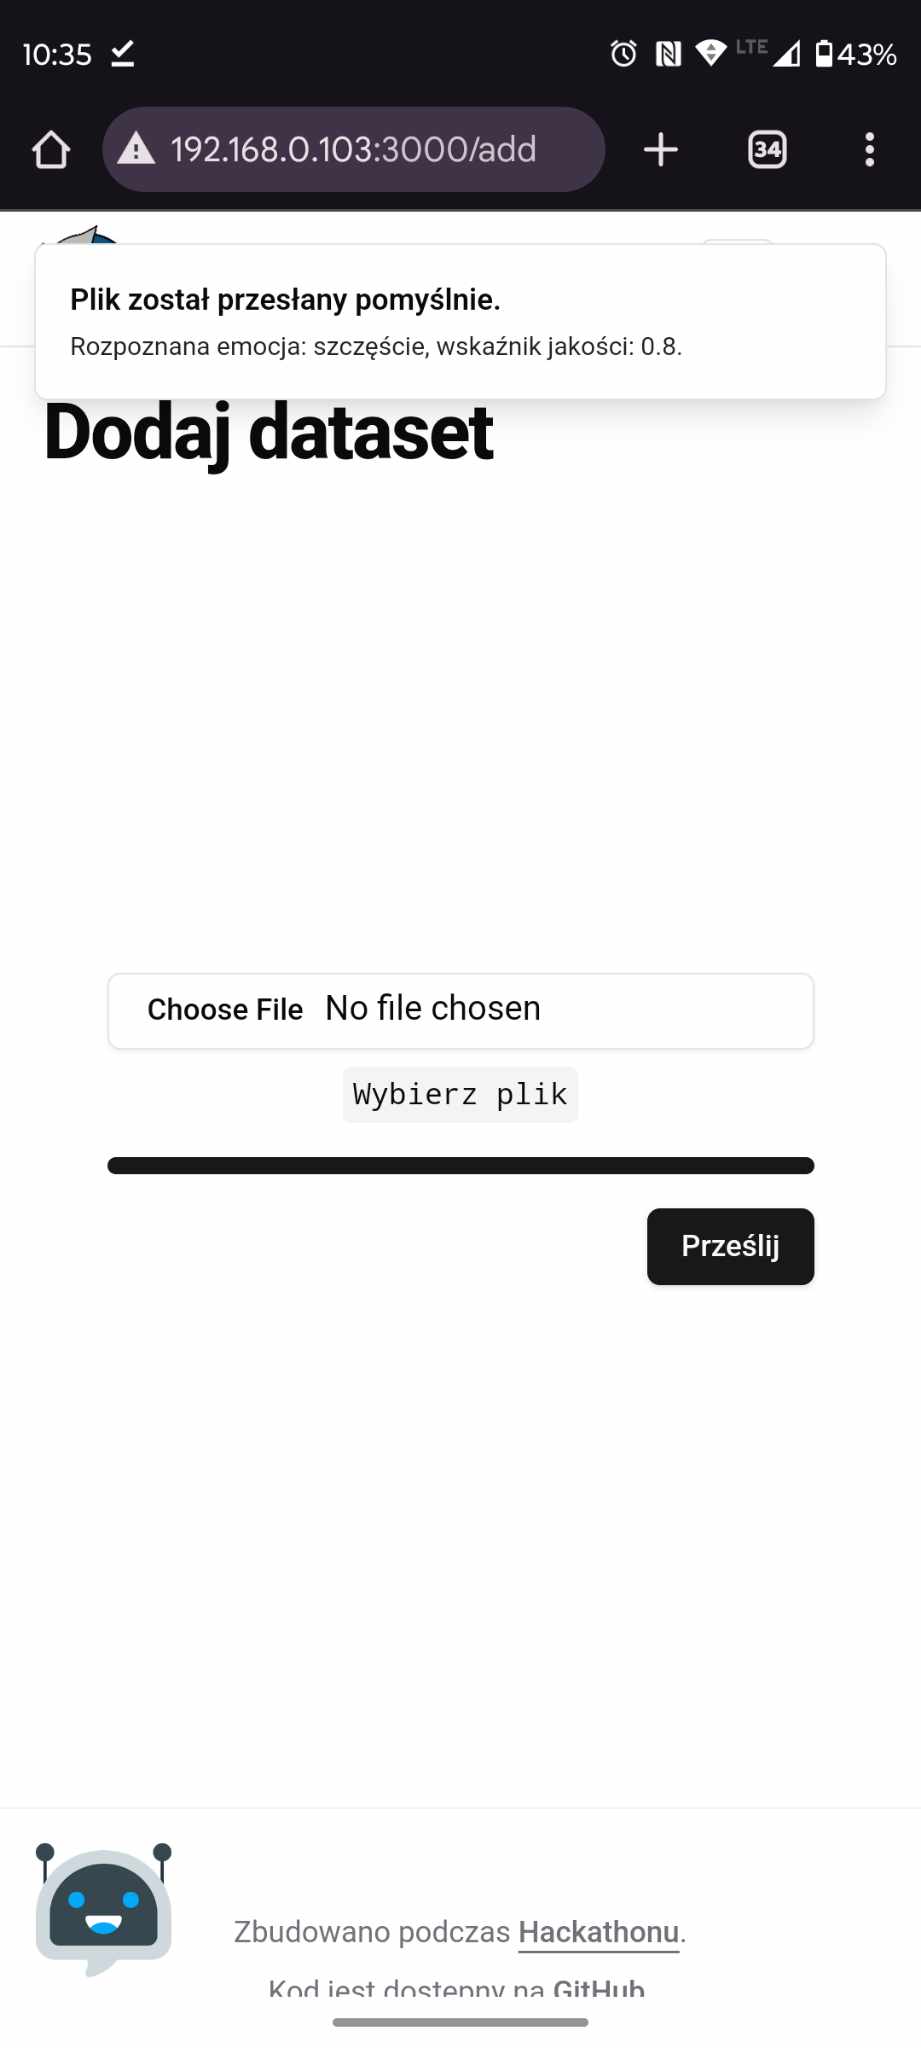 10:35
LTE
43%
192.168.0.103:3000/add
34
Plik został przesłany pomyślnie.
Rozpoznana emocja: szczęście, wskaźnik jakości: 0.8.
Dodaj dataset
Choose File No file chosen
Wybierz plik
Prześlij
Zbudowano podczas Hackathonu.
Kod jest dostępny na GitHub